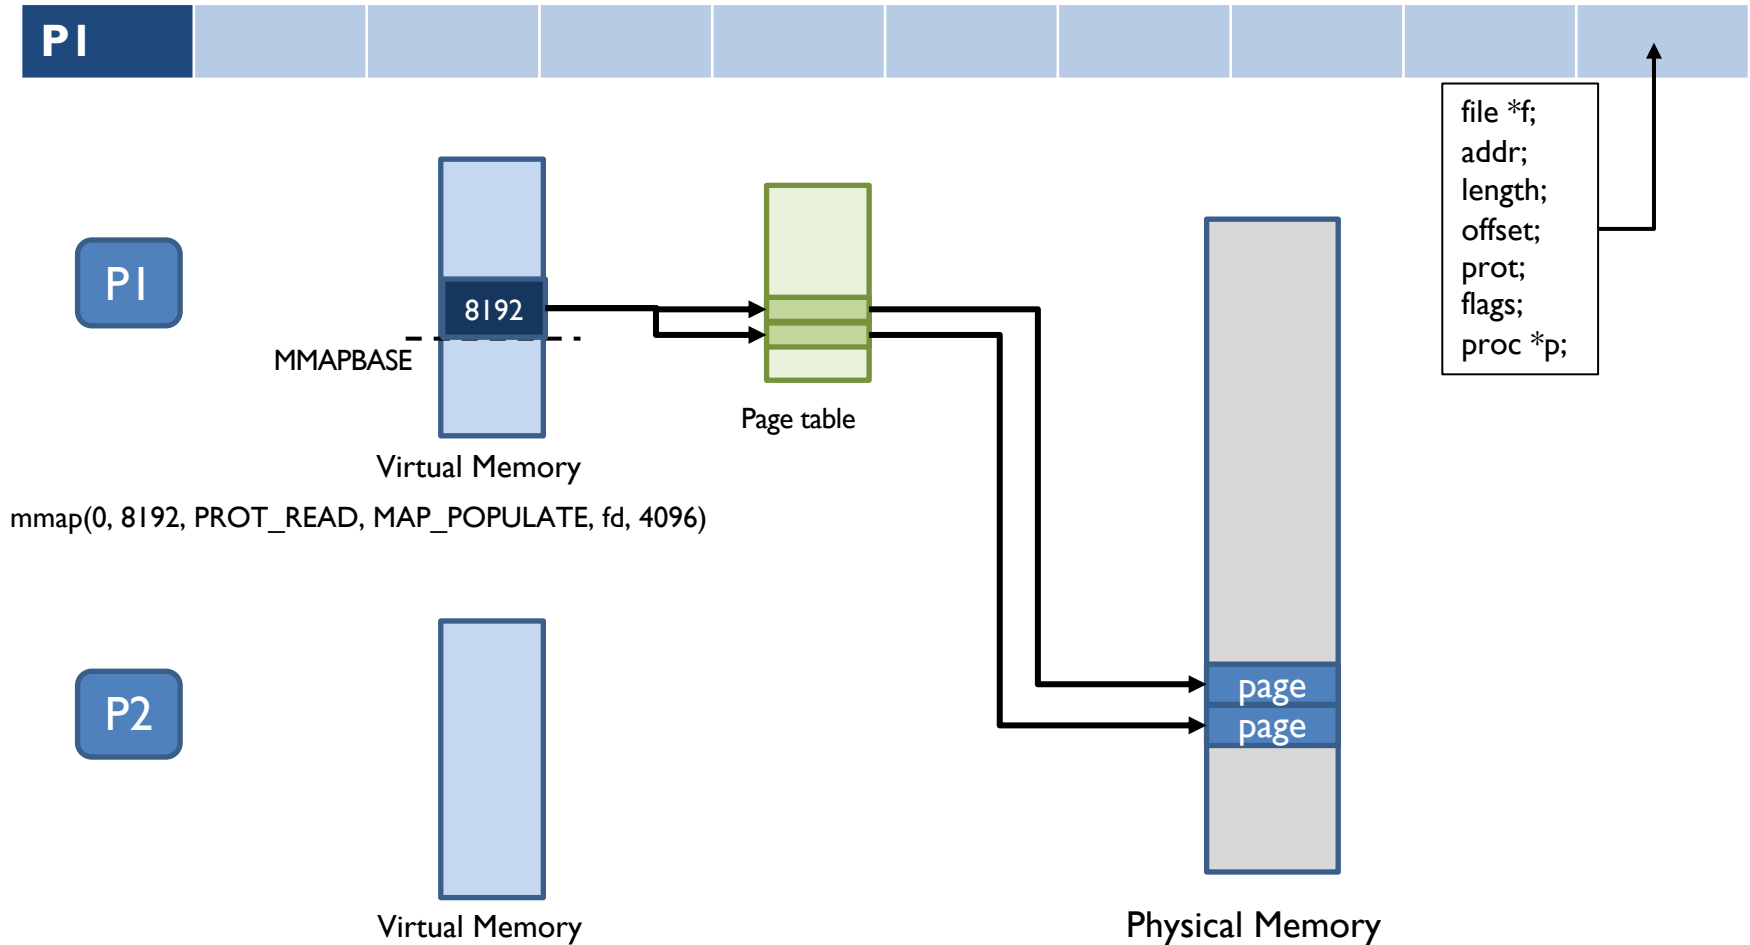 P1
file *f;
addr;
length;
offset;
prot;
flags;
proc *p;
P1
8192
MMAPBASE
Page table
Virtual Memory
mmap(0, 8192, PROT_READ, MAP_POPULATE, fd, 4096)
P2
page
page
Virtual Memory
Physical Memory